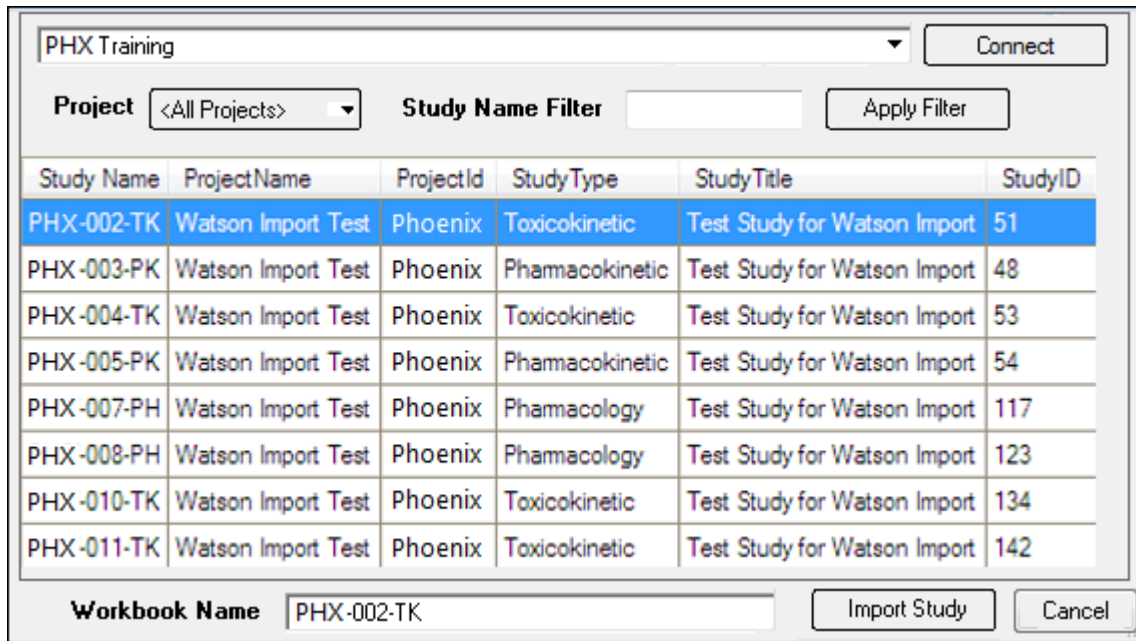 PHX Training Connect
Project <All Projects> Study Name Filter Apply Filter
Study Name ProjectName ProjectId StudyType StudyTitle StudyID
PHX-002-TK Watson Import Test Phoenix Toxicokinetic Test Study for Watson Import 51
PHX-003-PK Watson Import Test Phoenix Pharmacokinetic Test Study for Watson Import 48
PHX-004-TK Watson Import Test Phoenix Toxicokinetic Test Study for Watson Import 53
PHX-005-PK Watson Import Test Phoenix Pharmacokinetic Test Study for Watson Import 54
PHX-007-PH Watson Import Test Phoenix Pharmacology Test Study for Watson Import 117
PHX-008-PH Watson Import Test Phoenix Pharmacology Test Study for Watson Import 123
PHX-010-TK Watson Import Test Phoenix Toxicokinetic Test Study for Watson Import 134
PHX-011-TK Watson Import Test Phoenix Toxicokinetic Test Study for Watson Import 142
Workbook Name PHX-002-TK Import Study Cancel